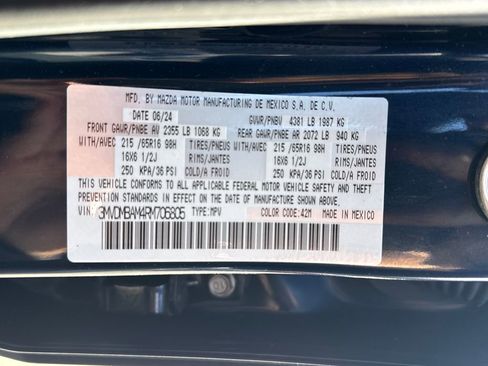 MFD. BY MAZDA MOTOR MANUFACTURING DE MEXICO S.A. DE C.V.
DATE 06/24 GVWR/PNBV 4381 LB 1987 KG
FRONT GAWR/PNBE AV 2355 LB 1068 KG REAR GAWR/PNBE AR 2072 LB 940 KG
WITH/AVEC 215 /65R16 98H TIRES/PNEUS WITH/AVEC 215 /65R16 98H TIRES/PNEUS
16X6 1/2J RIMS/JANTES 16X6 1/2J RIMS/JANTES
250 KPA/36 PSI COLD/A FROID 250 KPA/36 PSI COLD/A FROID
THIS VEHICLE CONFORMS TO ALL APPLICABLE FEDERAL MOTOR VEHICLE SAFETY AND THEFT
PREVENTION STANDARDS IN EFFECT ON THE DATE OF MANUFACTURE SHOWN ABOVE.
VIN: 3MVDMBAM4RM706805 TYPE:MPV COLOR CODE:42M MADE IN MEXICO